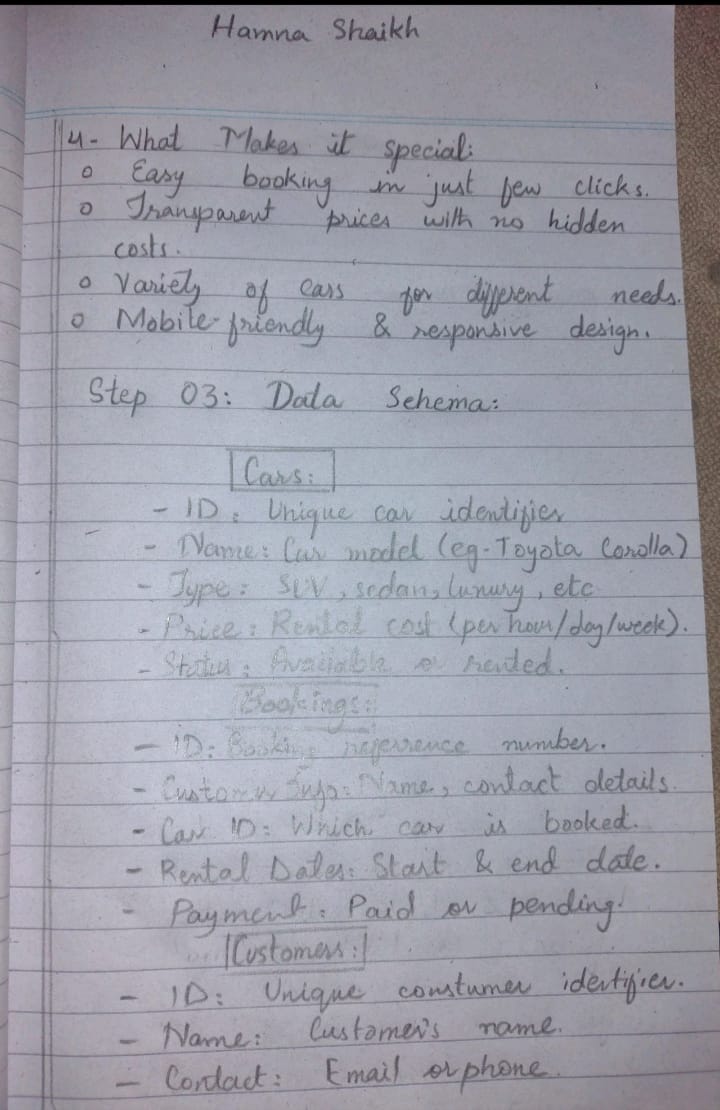 Hamna Shaikh
4- What Makes it special:
o Easy booking in just few clicks.
o Transparent prices with no hidden
costs.
o Variety of cars for different needs.
o Mobile-friendly & responsive design.
Step 03: Data Schema:
Cars:
- ID: Unique car identifier
- Name: Car model (eg-Toyota Corolla)
- Type: SUV, sedan, luxury, etc
- Price: Rental cost (per hour/day/week).
- Status: Available or rented.
Bookings:
- ID: Booking referrence number.
- Customer Info: Name, contact details.
- Car ID: Which car is booked.
- Rental Dates: Start & end date.
- Payment: Paid or pending.
Customers:
- ID: Unique constumer identifier.
- Name: Customer's name.
- Contact: Email or phone.